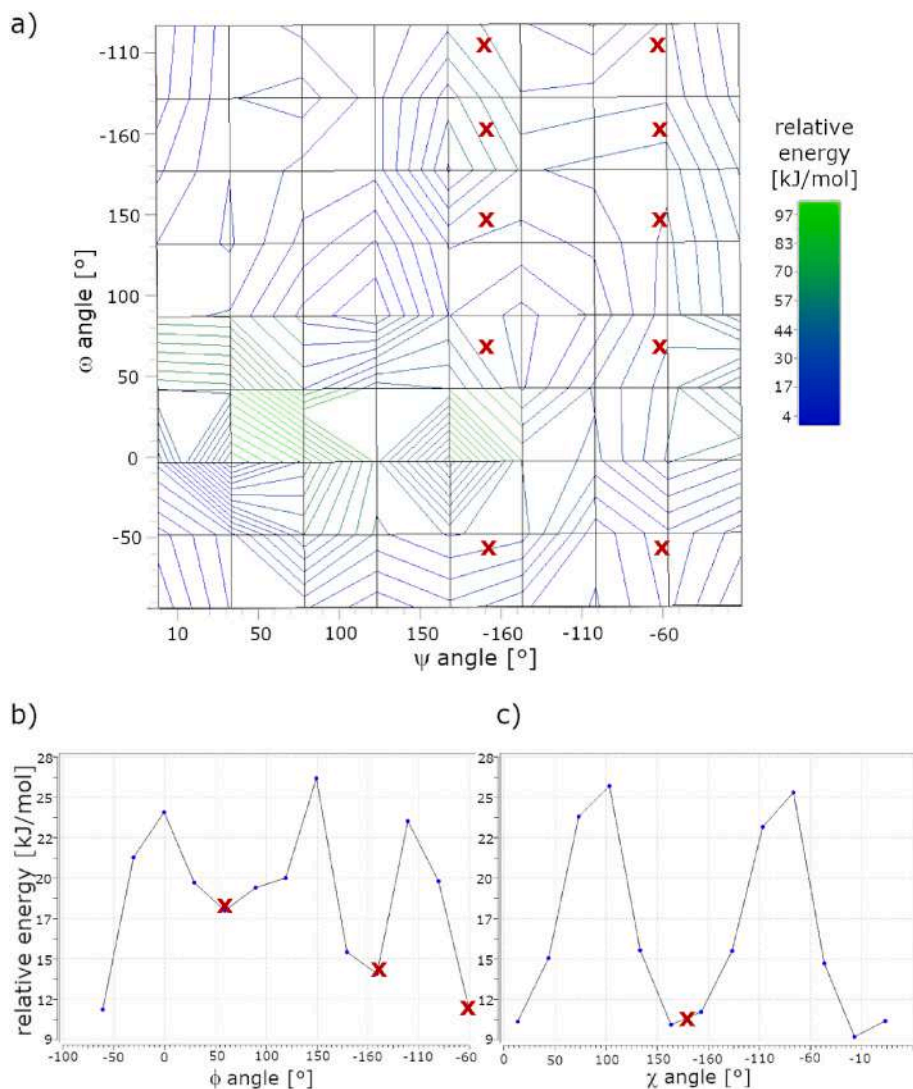 a)
-110
-160
150
100
50
0
-50
ω angle [°]
10 50 100 150 -160 -110 -60
ψ angle [°]
relative
energy
[kJ/mol]
97
83
70
57
44
30
17
4
b)
relative energy [kJ/mol]
28
25
22
20
17
15
12
9
-100 0 50 100 150 -160 -110 -60
ϕ angle [°]
c)
28
25
22
20
17
15
12
9
0 50 100 150 -160 -110 -60 -10
χ angle [°]